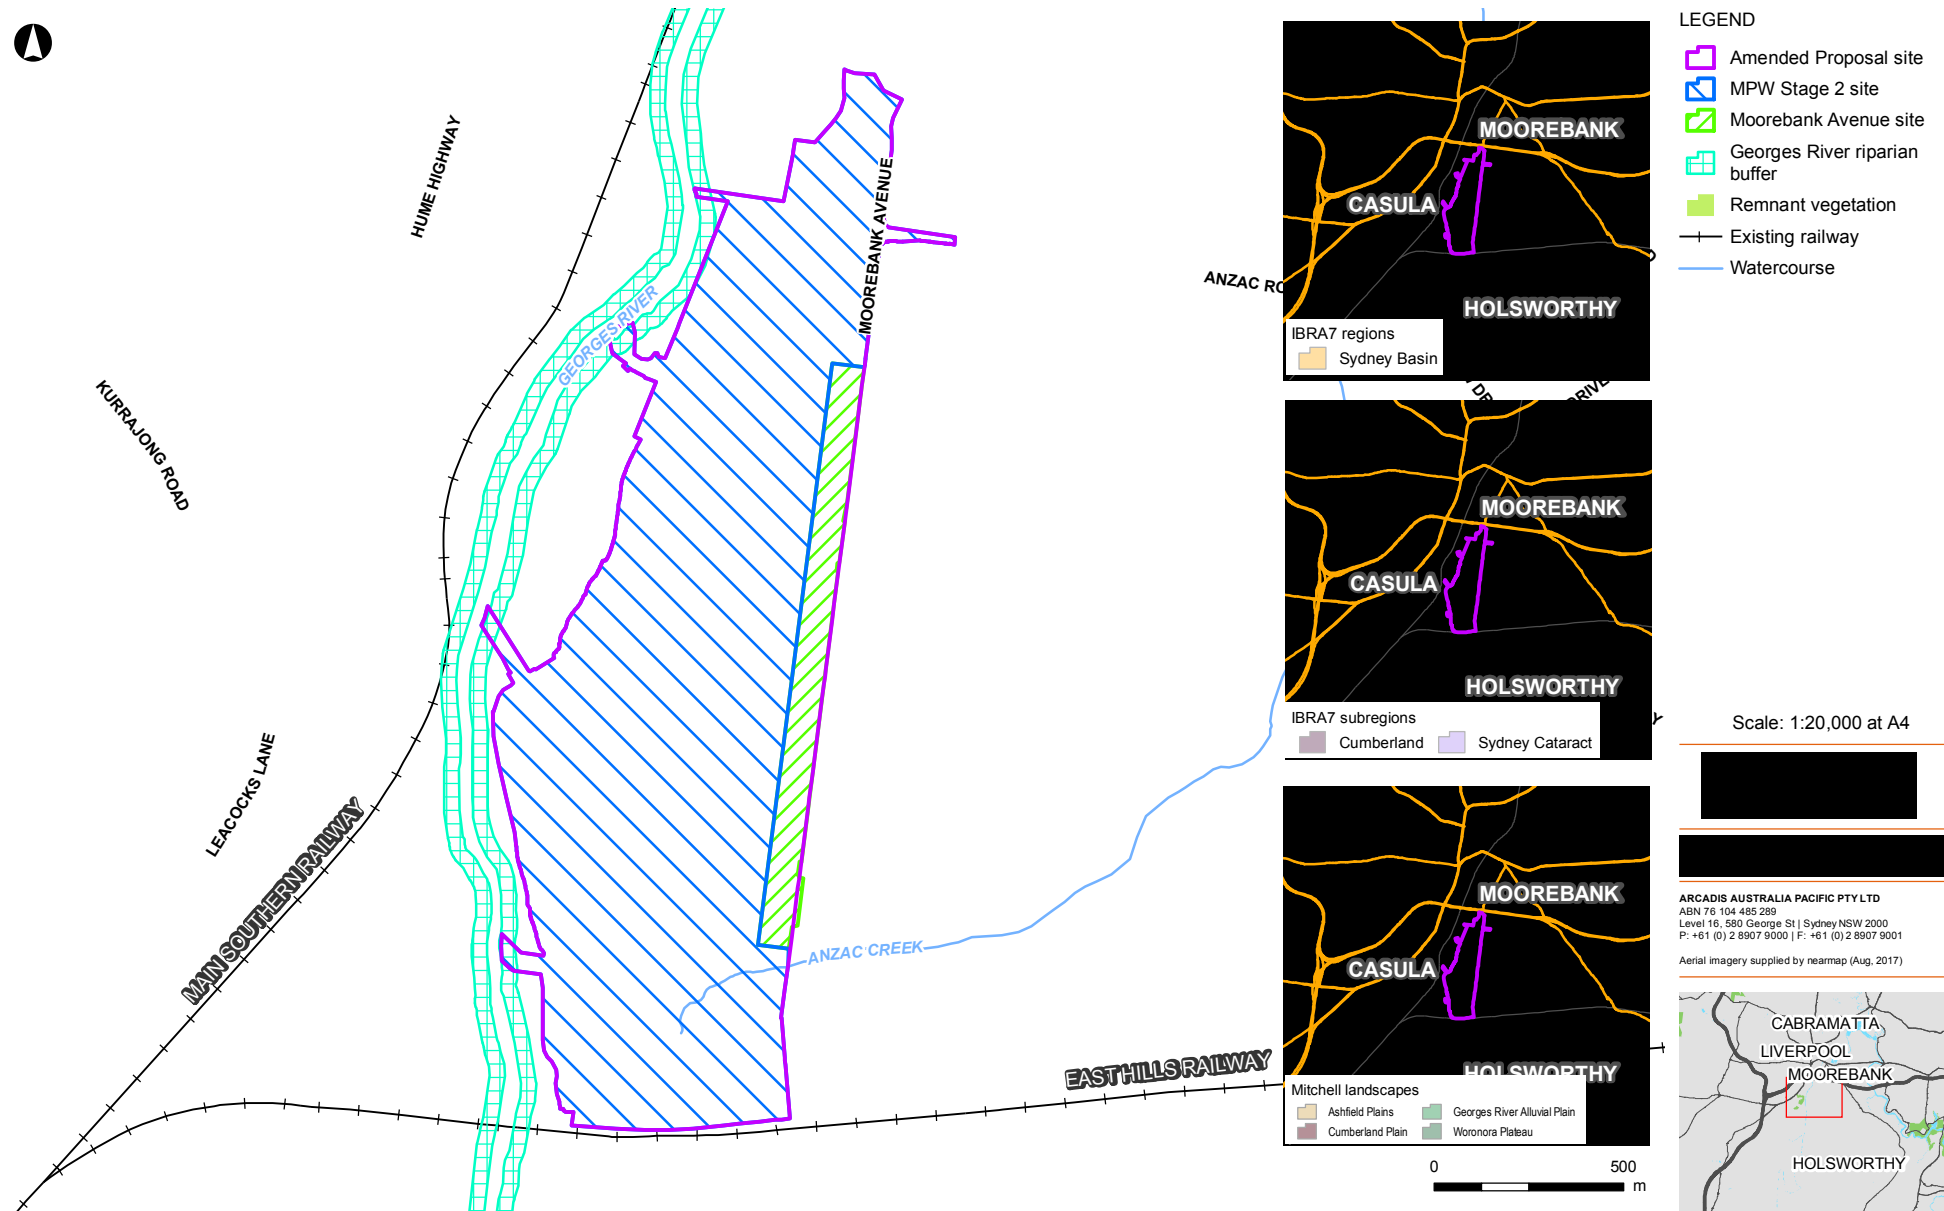 HUME HIGHWAY
KURRAJONG ROAD
LEACOCKS LANE
MAIN SOUTHERN RAILWAY
GEORGES RIVER
MOOREBANK AVENUE
ANZAC CREEK
EAST HILLS RAILWAY
ANZAC
DRIVE
MOOREBANK
CASULA
HOLSWORTHY
IBRA7 regions
Sydney Basin
MOOREBANK
CASULA
HOLSWORTHY
IBRA7 subregions
Cumberland
Sydney Cataract
MOOREBANK
CASULA
HOLSWORTHY
Mitchell landscapes
Ashfield Plains
Georges River Alluvial Plain
Cumberland Plain
Woronora Plateau
0 500
m
LEGEND
Amended Proposal site
MPW Stage 2 site
Moorebank Avenue site
Georges River riparian
buffer
Remnant vegetation
Existing railway
Watercourse
Scale: 1:20,000 at A4
ARCADIS AUSTRALIA PACIFIC PTY LTD
ABN 76 104 485 289
Level 16, 580 George St | Sydney NSW 2000
P: +61 (0) 2 8907 9000 | F: +61 (0) 2 8907 9001
Aerial imagery supplied by nearmap (Aug, 2017)
CABRAMATTA
LIVERPOOL
MOOREBANK
HOLSWORTHY